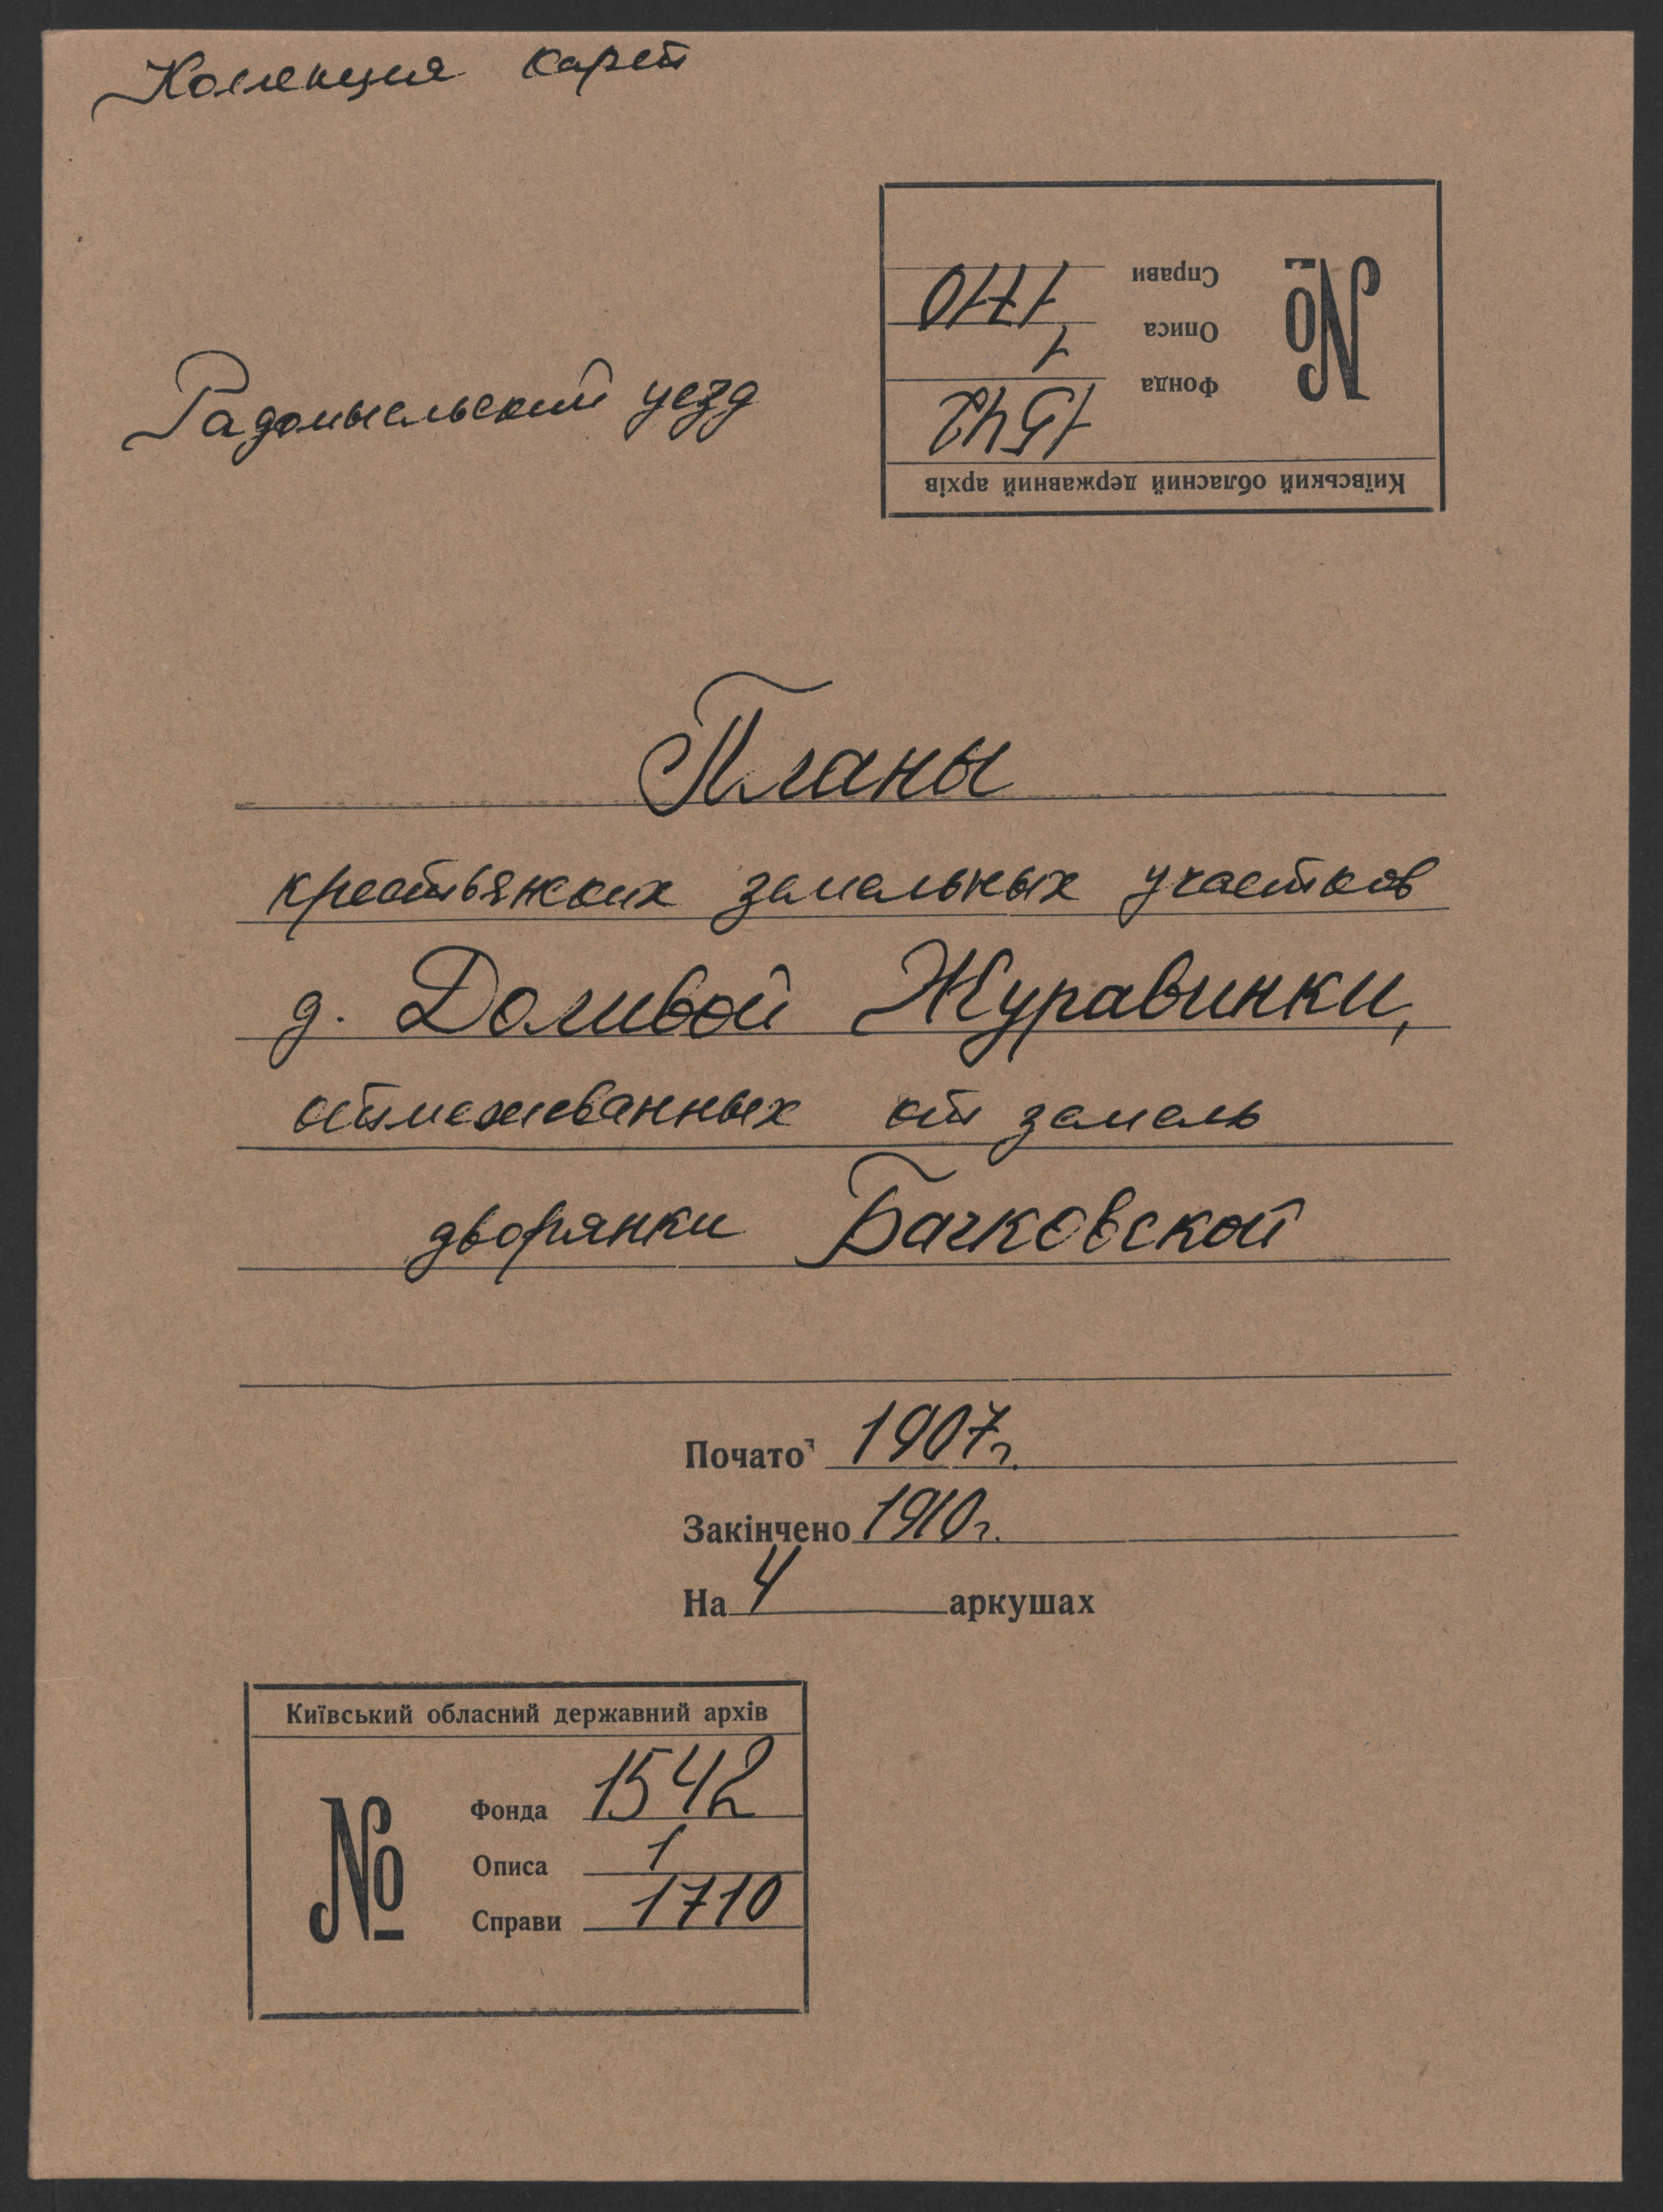 Коллекция карт
Справи 1710
Описа 1
Фонда 1542
№
Київський обласний державний архів
Радомысльский уезд
Планы
крестьянских земельных участков
д. Доливой Журавинки,
отмежеванных от земель
дворянки Бачковской
Почато 1907г.
Закінчено 1910г.
На 4 аркушах
Київський обласний державний архів
№
Фонда 1542
Описа 1
Справи 1710